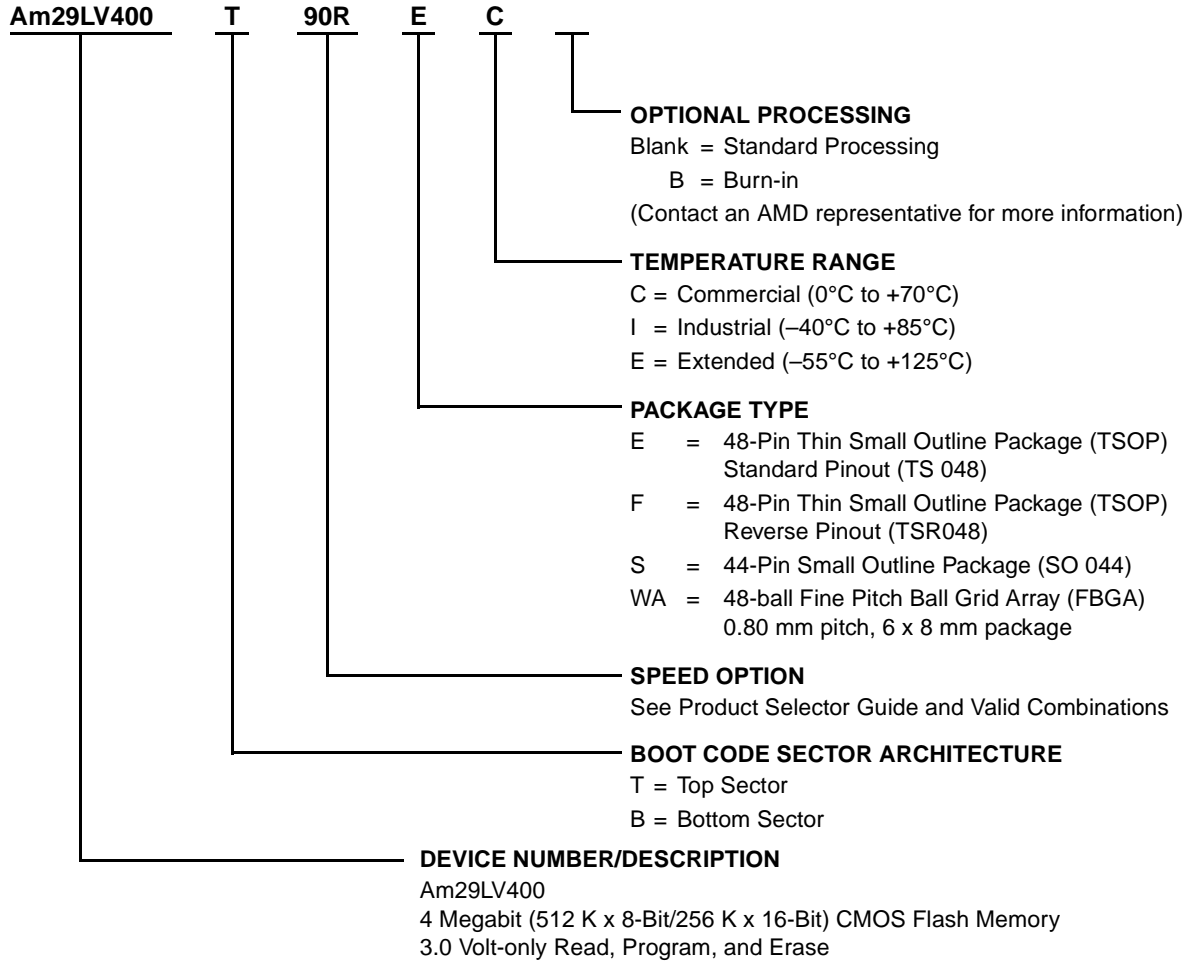 Am29LV400 T 90R E C
OPTIONAL PROCESSING
Blank = Standard Processing
B = Burn-in
(Contact an AMD representative for more information)
TEMPERATURE RANGE
C = Commercial (0°C to +70°C)
I = Industrial (–40°C to +85°C)
E = Extended (–55°C to +125°C)
PACKAGE TYPE
E = 48-Pin Thin Small Outline Package (TSOP)
Standard Pinout (TS 048)
F = 48-Pin Thin Small Outline Package (TSOP)
Reverse Pinout (TSR048)
S = 44-Pin Small Outline Package (SO 044)
WA = 48-ball Fine Pitch Ball Grid Array (FBGA)
0.80 mm pitch, 6 x 8 mm package
SPEED OPTION
See Product Selector Guide and Valid Combinations
BOOT CODE SECTOR ARCHITECTURE
T = Top Sector
B = Bottom Sector
DEVICE NUMBER/DESCRIPTION
Am29LV400
4 Megabit (512 K x 8-Bit/256 K x 16-Bit) CMOS Flash Memory
3.0 Volt-only Read, Program, and Erase